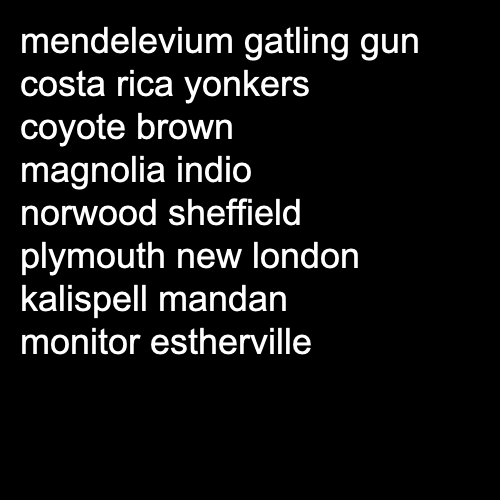 mendelevium gatling gun
costa rica yonkers
coyote brown
magnolia indio
norwood sheffield
plymouth new london
kalispell mandan
monitor estherville